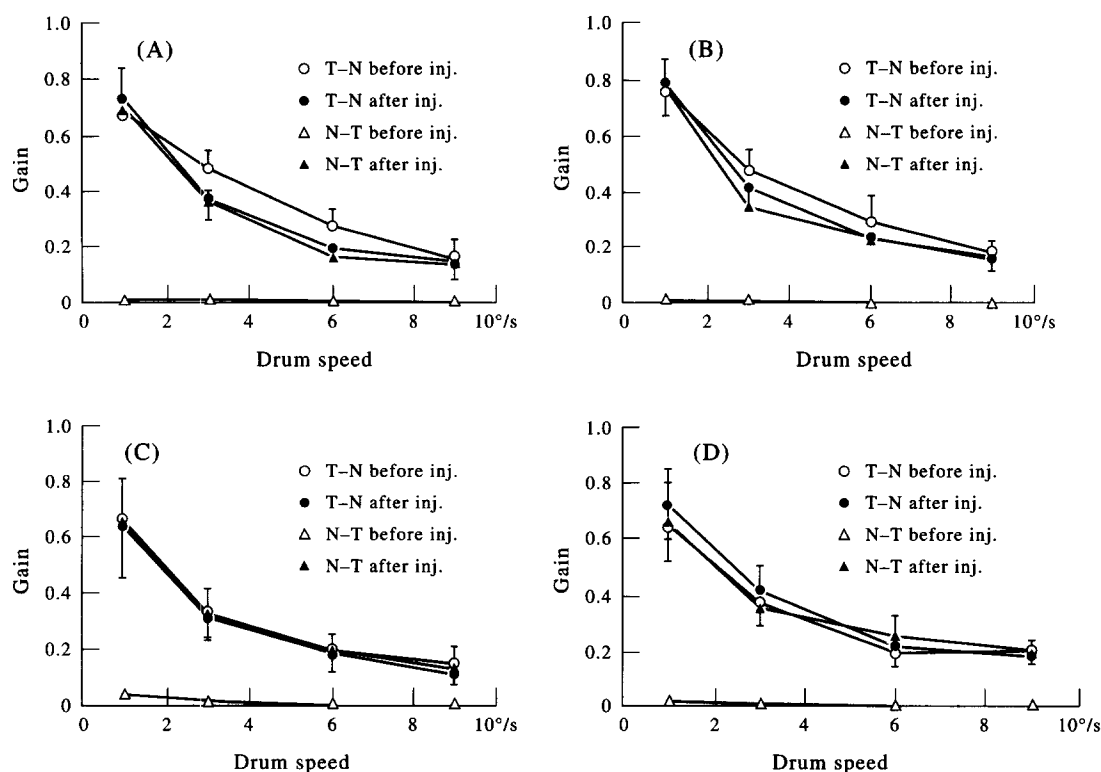 1.0
(A)
T–N before inj.
0.8
T–N after inj.
N–T before inj.
0.6
N–T after inj.
Gain
0.4
0.2
0
0 2 4 6 8 10°/s
Drum speed
1.0
(B)
T–N before inj.
0.8
T–N after inj.
N–T before inj.
0.6
N–T after inj.
Gain
0.4
0.2
0
0 2 4 6 8 10°/s
Drum speed
1.0
(C)
T–N before inj.
0.8
T–N after inj.
N–T before inj.
0.6
N–T after inj.
Gain
0.4
0.2
0
0 2 4 6 8 10°/s
Drum speed
1.0
(D)
T–N before inj.
0.8
T–N after inj.
N–T before inj.
0.6
N–T after inj.
Gain
0.4
0.2
0
0 2 4 6 8 10°/s
Drum speed